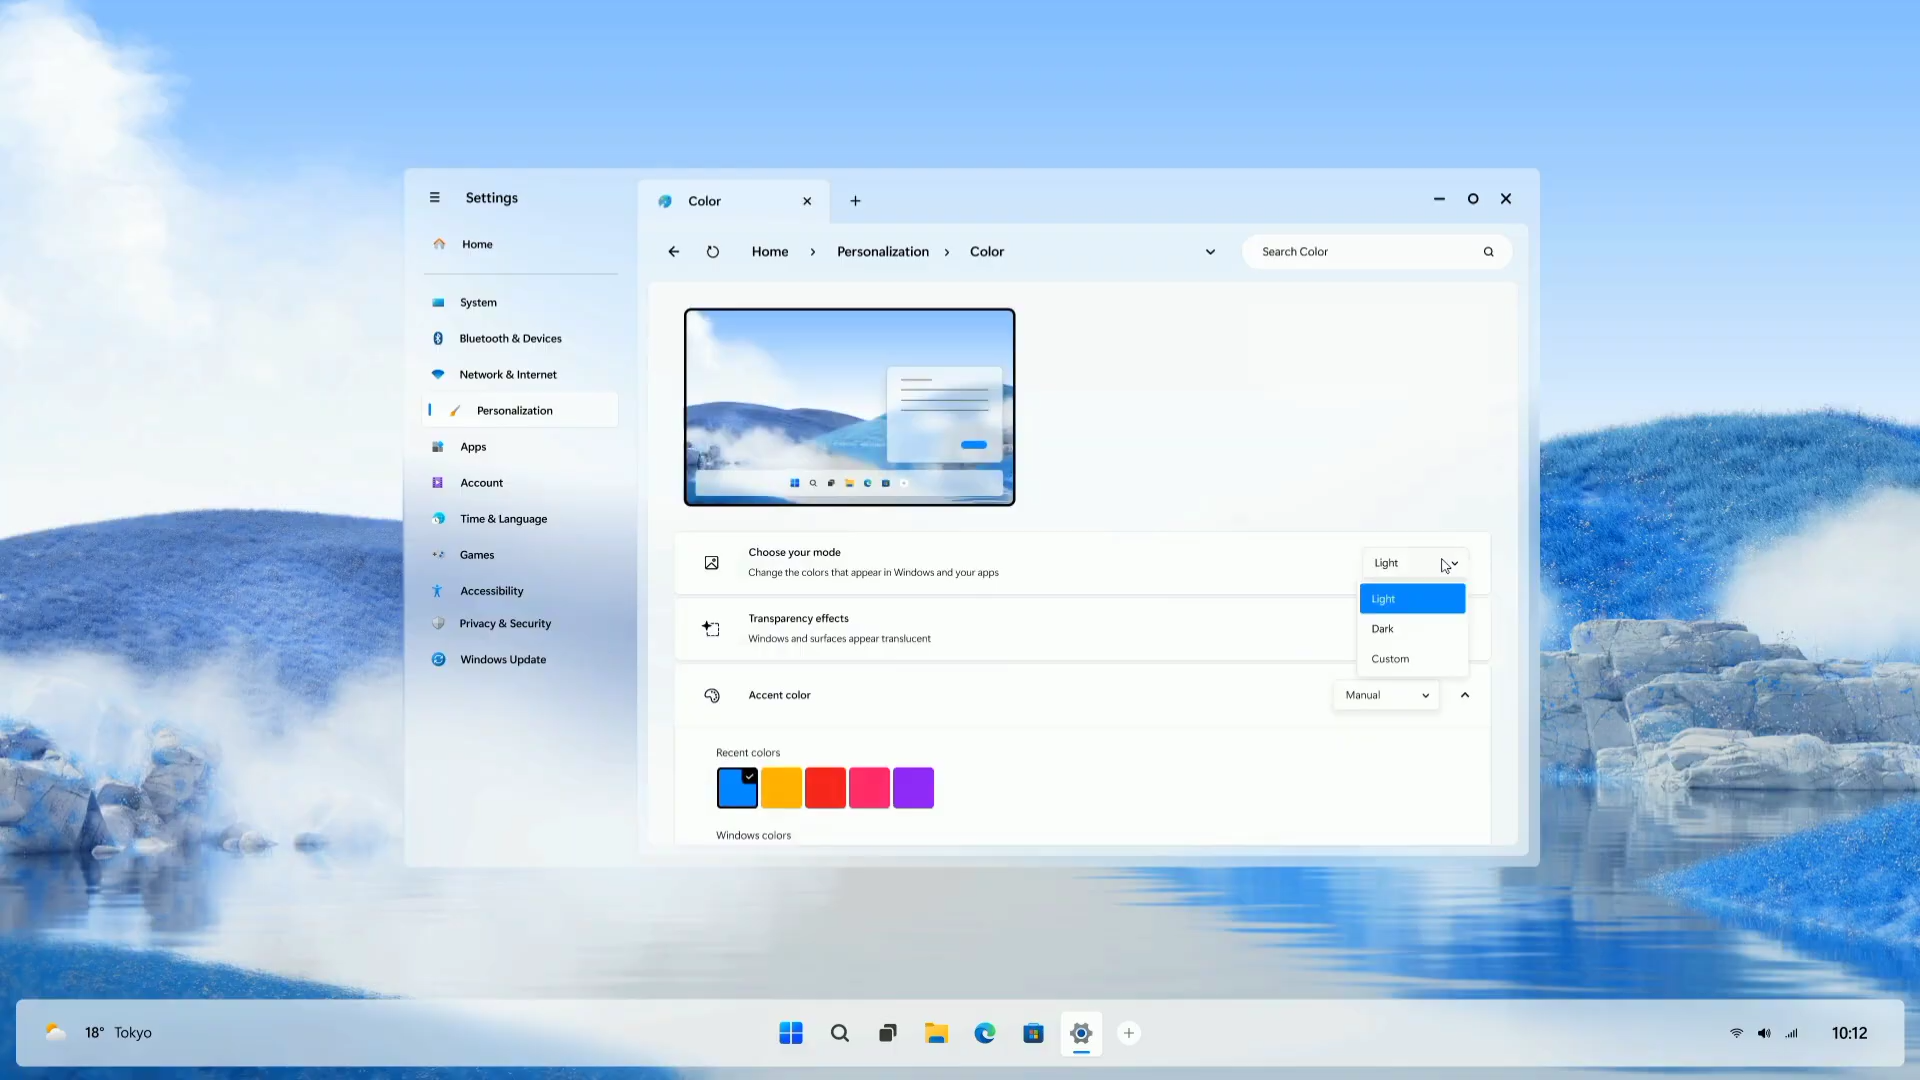 Settings
Color
Home
Home
Personalization
Color
Search Color
System
Bluetooth & Devices
Network & Internet
Personalization
Apps
Account
Time & Language
Games
Accessibility
Privacy & Security
Windows Update
Choose your mode
Change the colors that appear in Windows and your apps
Light
Light
Dark
Custom
Transparency effects
Windows and surfaces appear translucent
Accent color
Manual
Recent colors
Windows colors
18° Tokyo
10:12